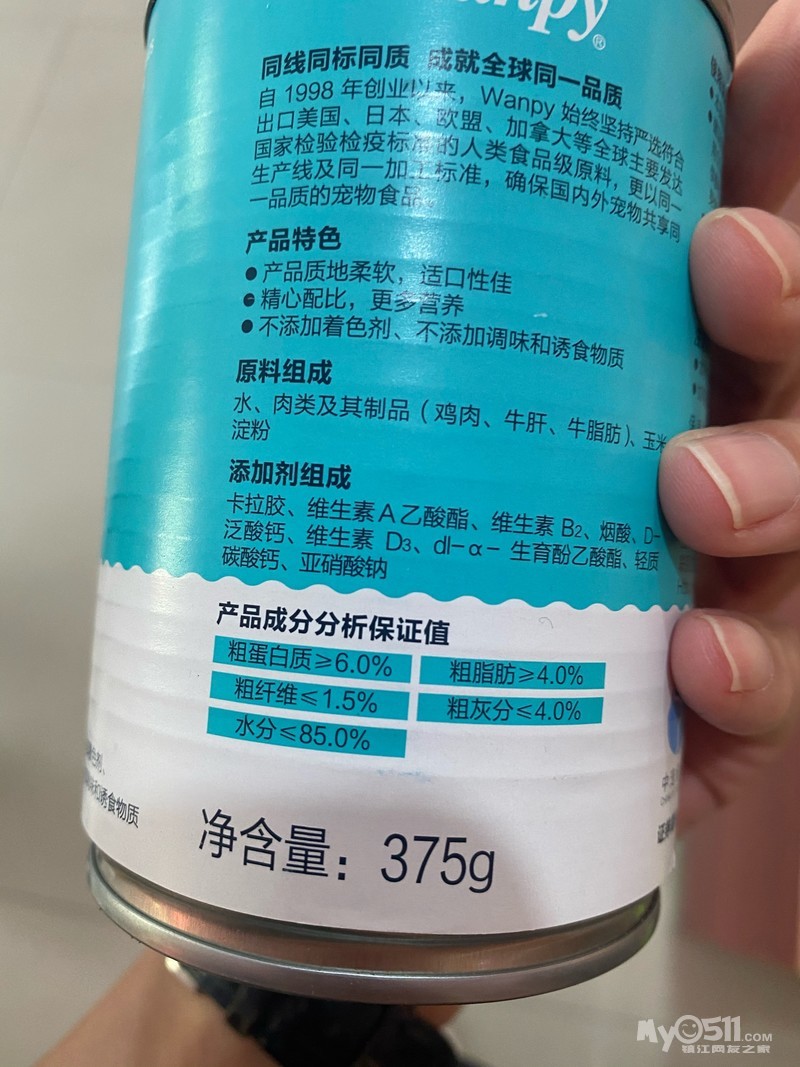 Wanpy®
同线同标同质 成就全球同一品质
自 1998 年创业以来，Wanpy 始终坚持严选符合
出口美国、日本、欧盟、加拿大等全球主要发达
国家检验检疫标准的人类食品级原料，更以同一
生产线及同一加工标准，确保国内外宠物共享同
一品质的宠物食品。
产品特色
●产品质地柔软，适口性佳
●精心配比，更多营养
●不添加着色剂、不添加调味和诱食物质
原料组成
水、肉类及其制品（鸡肉、牛肝、牛脂肪）、玉米
淀粉
添加剂组成
卡拉胶、维生素A乙酸酯、维生素 B2、烟酸、D-
泛酸钙、维生素 D3、dl-α- 生育酚乙酸酯、轻质
碳酸钙、亚硝酸钠
产品成分分析保证值
粗蛋白质≥6.0% 粗脂肪≥4.0%
粗纤维≤1.5% 粗灰分≤4.0%
水分≤85.0%
和诱食物质
净含量：375g
My0511.COM
镇江网友之家